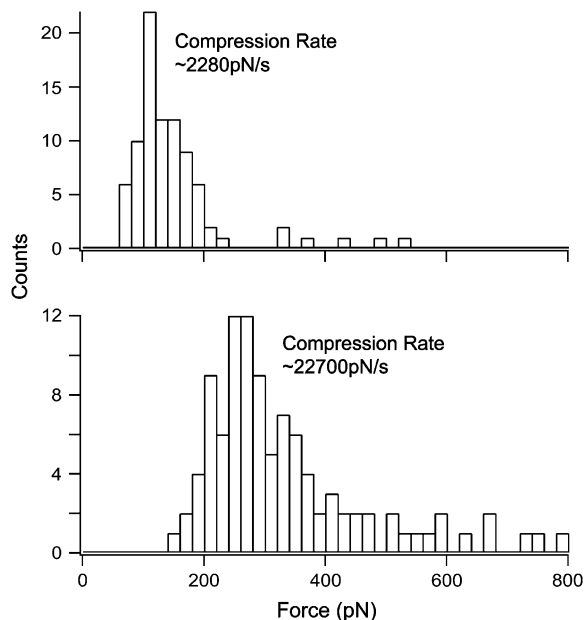 20
15
10
5
0
Compression Rate
~2280pN/s
Counts
12
8
4
0
Compression Rate
~22700pN/s
0 200 400 600 800
Force (pN)